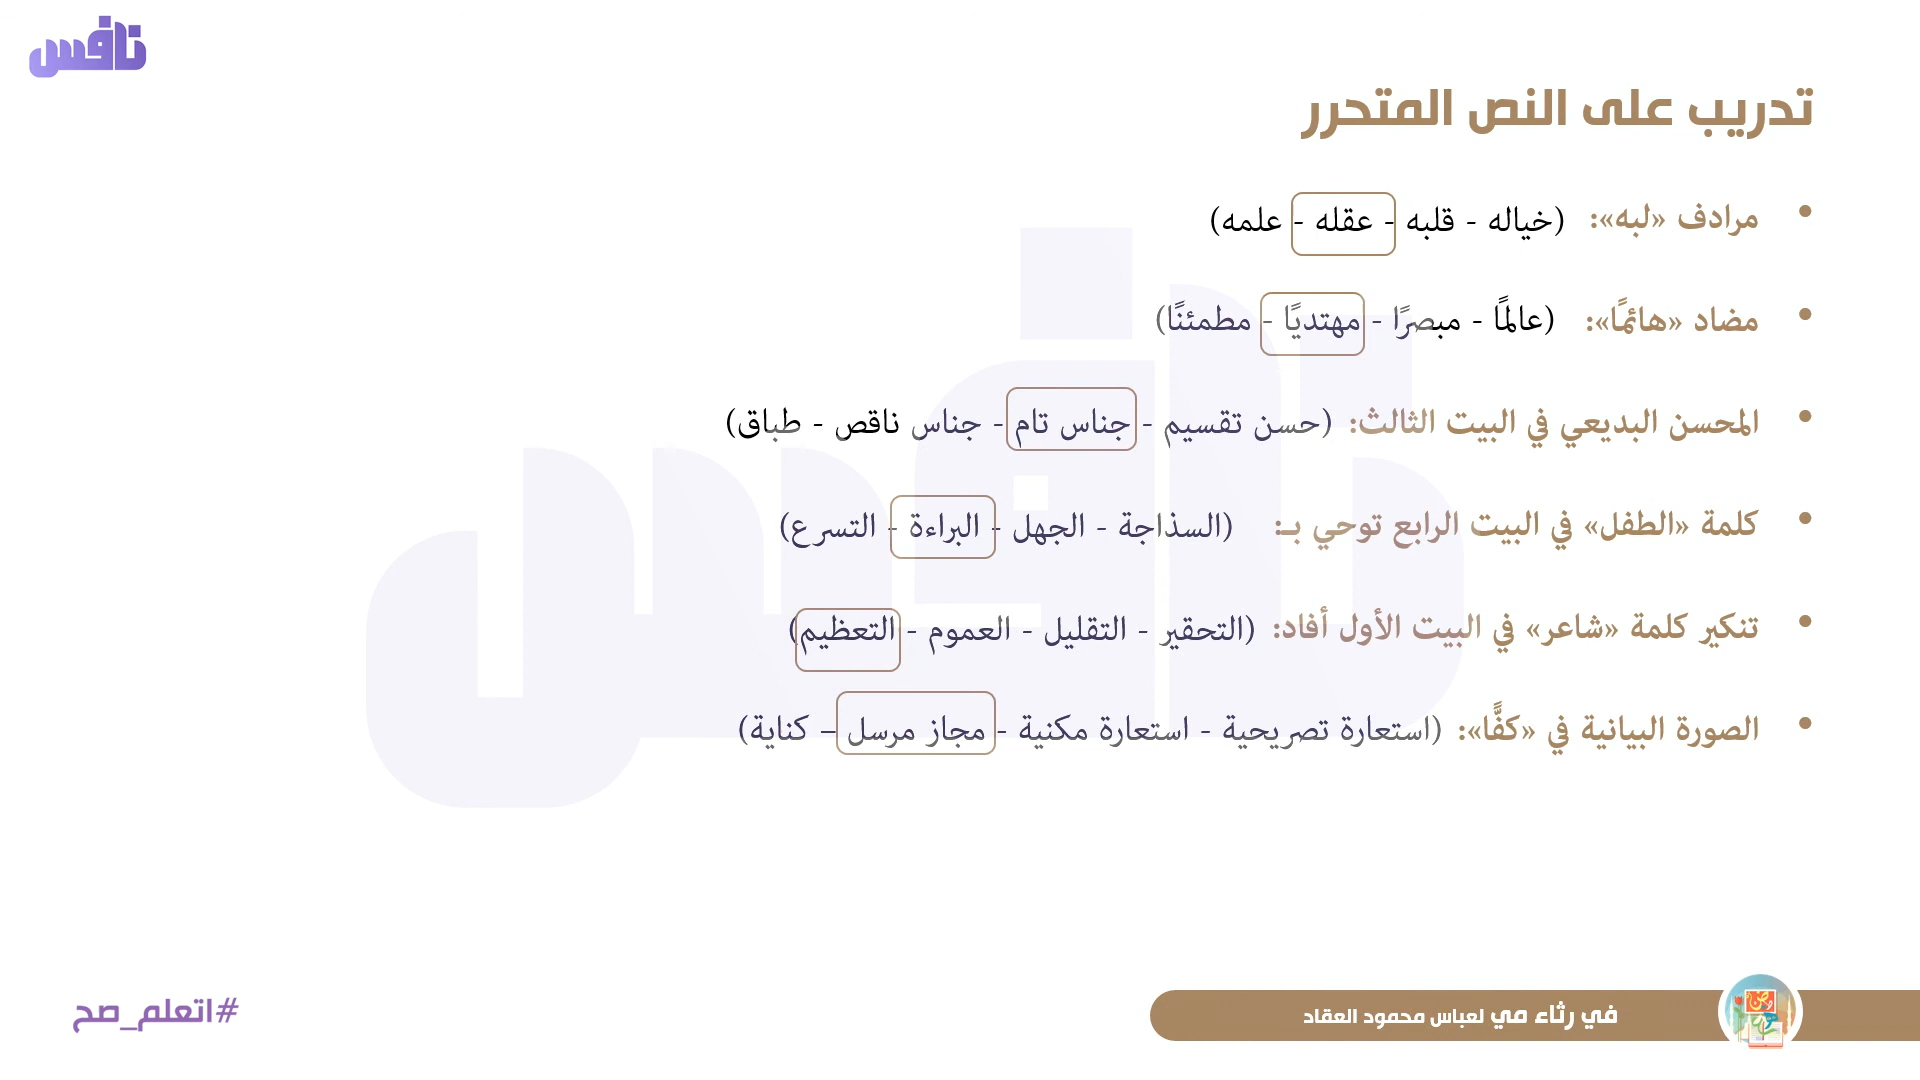 نافس
تدريب على النص المتحرر
• مرادف «لبه»: (خياله - قلبه - عقله - علمه)
• مضاد «هائمًا»: (عالمًا - مبصرًا - مهتديًا - مطمئنًا)
• المحسن البديعي في البيت الثالث: (حسن تقسيم - جناس تام - جناس ناقص - طباق)
• كلمة «الطفل» في البيت الرابع توحي بـ: (السذاجة - الجهل - البراءة - التسرع)
• تنكير كلمة «شاعر» في البيت الأول أفاد: (التحقير - التقليل - العموم - التعظيم)
• الصورة البيانية في «كفًّا»: (استعارة تصريحية - استعارة مكنية - مجاز مرسل – كناية)
في رثاء مي لعباس محمود العقاد
#اتعلم_صح